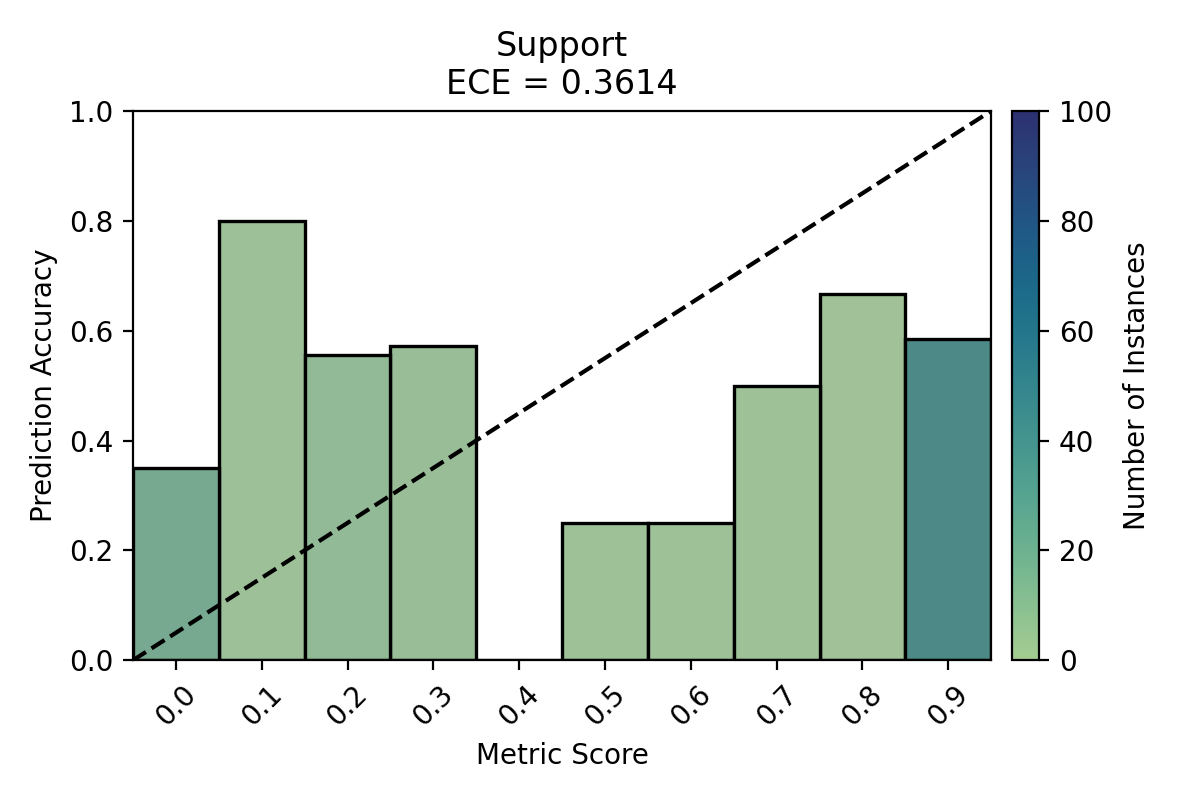 Support
ECE = 0.3614
1.0
0.8
0.6
0.4
0.2
0.0
Prediction Accuracy
0.0 0.1 0.2 0.3 0.4 0.5 0.6 0.7 0.8 0.9
Metric Score
100
80
60
40
20
0
Number of Instances